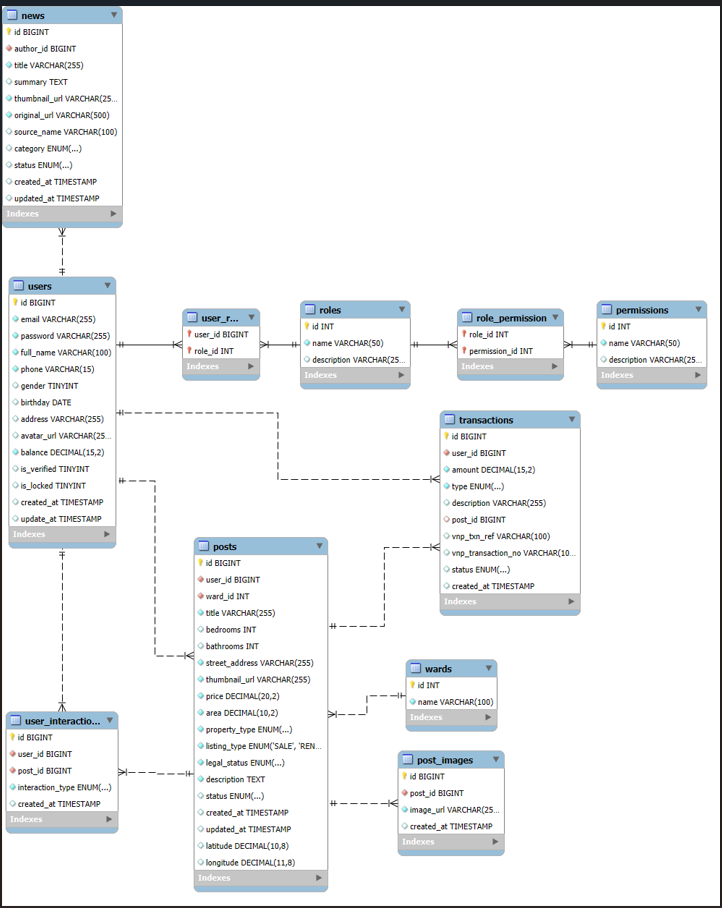 news
id BIGINT
author_id BIGINT
title VARCHAR(255)
summary TEXT
thumbnail_url VARCHAR(25...
original_url VARCHAR(500)
source_name VARCHAR(100)
category ENUM(...)
status ENUM(...)
created_at TIMESTAMP
updated_at TIMESTAMP
Indexes
users
id BIGINT
email VARCHAR(255)
password VARCHAR(255)
full_name VARCHAR(100)
phone VARCHAR(15)
gender TINYINT
birthday DATE
address VARCHAR(255)
avatar_url VARCHAR(25...
balance DECIMAL(15,2)
is_verified TINYINT
is_locked TINYINT
created_at TIMESTAMP
update_at TIMESTAMP
Indexes
user_r...
user_id BIGINT
role_id INT
Indexes
roles
id INT
name VARCHAR(50)
description VARCHAR(25...
Indexes
role_permission
role_id INT
permission_id INT
Indexes
permissions
id INT
name VARCHAR(50)
description VARCHAR(25...
Indexes
transactions
id BIGINT
user_id BIGINT
amount DECIMAL(15,2)
type ENUM(...)
description VARCHAR(255)
post_id BIGINT
vnp_txn_ref VARCHAR(100)
vnp_transaction_no VARCHAR(10...
status ENUM(...)
created_at TIMESTAMP
Indexes
posts
id BIGINT
user_id BIGINT
ward_id INT
title VARCHAR(255)
bedrooms INT
bathrooms INT
street_address VARCHAR(255)
thumbnail_url VARCHAR(255)
price DECIMAL(20,2)
area DECIMAL(10,2)
property_type ENUM(...)
listing_type ENUM('SALE', 'REN...
legal_status ENUM(...)
description TEXT
status ENUM(...)
created_at TIMESTAMP
updated_at TIMESTAMP
latitude DECIMAL(10,8)
longitude DECIMAL(11,8)
Indexes
wards
id INT
name VARCHAR(100)
Indexes
user_interactio...
id BIGINT
user_id BIGINT
post_id BIGINT
interaction_type ENUM(...)
created_at TIMESTAMP
Indexes
post_images
id BIGINT
post_id BIGINT
image_url VARCHAR(25...
created_at TIMESTAMP
Indexes